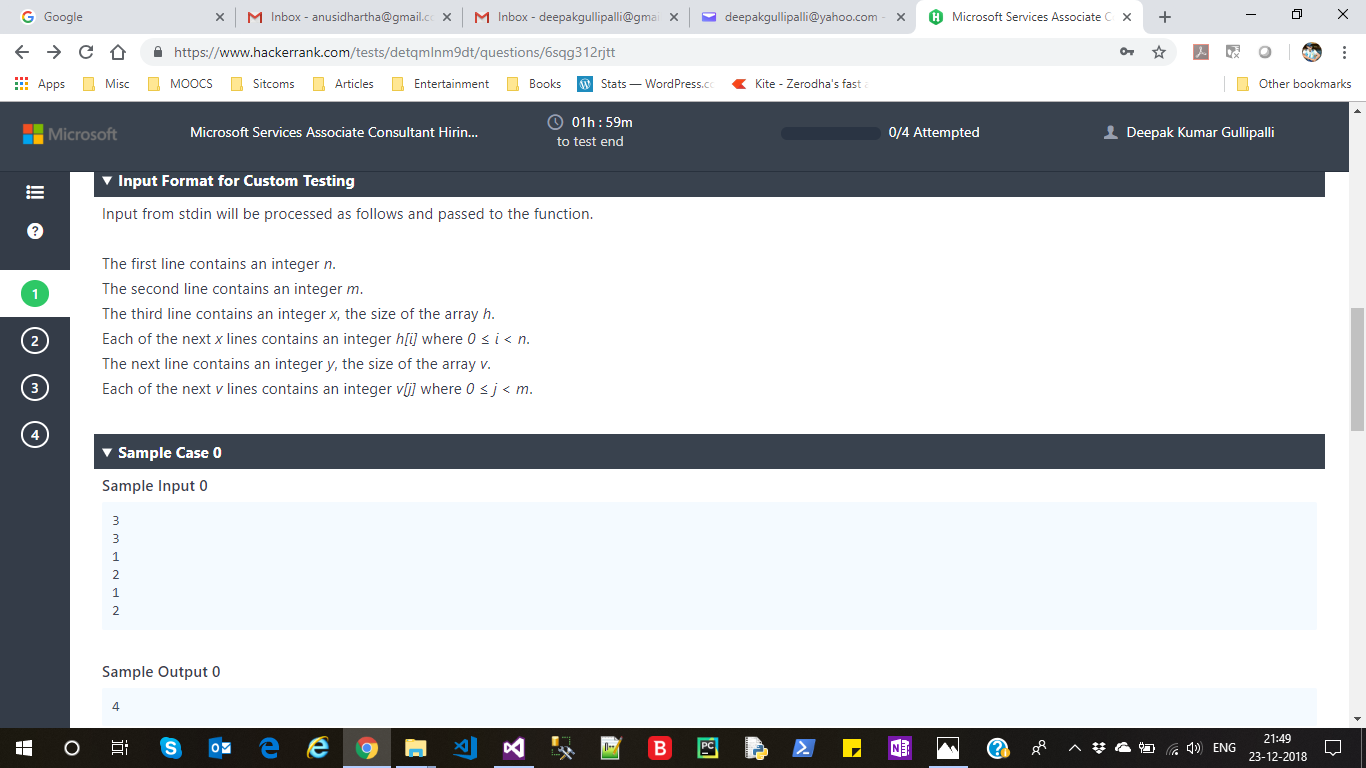 Google
Inbox - anusidhartha@gmail.c
Inbox - deepakgullipalli@gmai
deepakgullipalli@yahoo.com -
Microsoft Services Associate C
https://www.hackerrank.com/tests/detqmlnm9dt/questions/6sqg312rjtt
Apps
Misc
MOOCS
Sitcoms
Articles
Entertainment
Books
Stats — WordPress.c
Kite - Zerodha's fast
Other bookmarks
Microsoft
Microsoft Services Associate Consultant Hirin...
01h : 59m
to test end
0/4 Attempted
Deepak Kumar Gullipalli
Input Format for Custom Testing
Input from stdin will be processed as follows and passed to the function.
The first line contains an integer n.
The second line contains an integer m.
The third line contains an integer x, the size of the array h.
Each of the next x lines contains an integer h[i] where 0 ≤ i < n.
The next line contains an integer y, the size of the array v.
Each of the next v lines contains an integer v[j] where 0 ≤ j < m.
1
2
3
4
Sample Case 0
Sample Input 0
3
3
1
2
1
2
Sample Output 0
4
ENG
21:49
23-12-2018